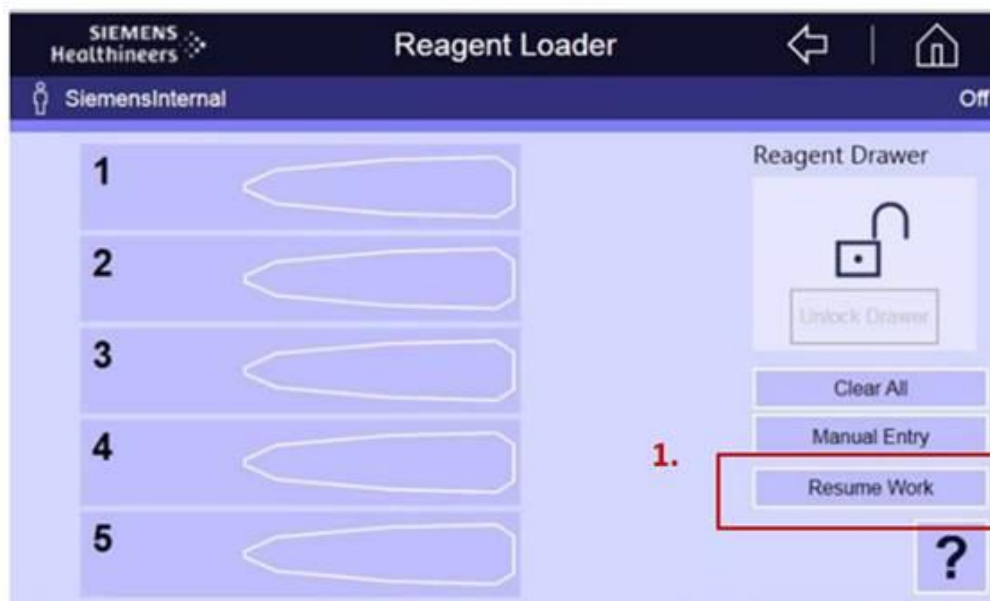 SIEMENS
Healthineers
Reagent Loader
SiemensInternal
Off
1
2
3
4
5
Reagent Drawer
Unlock Drawer
Clear All
Manual Entry
1.
Resume Work
?